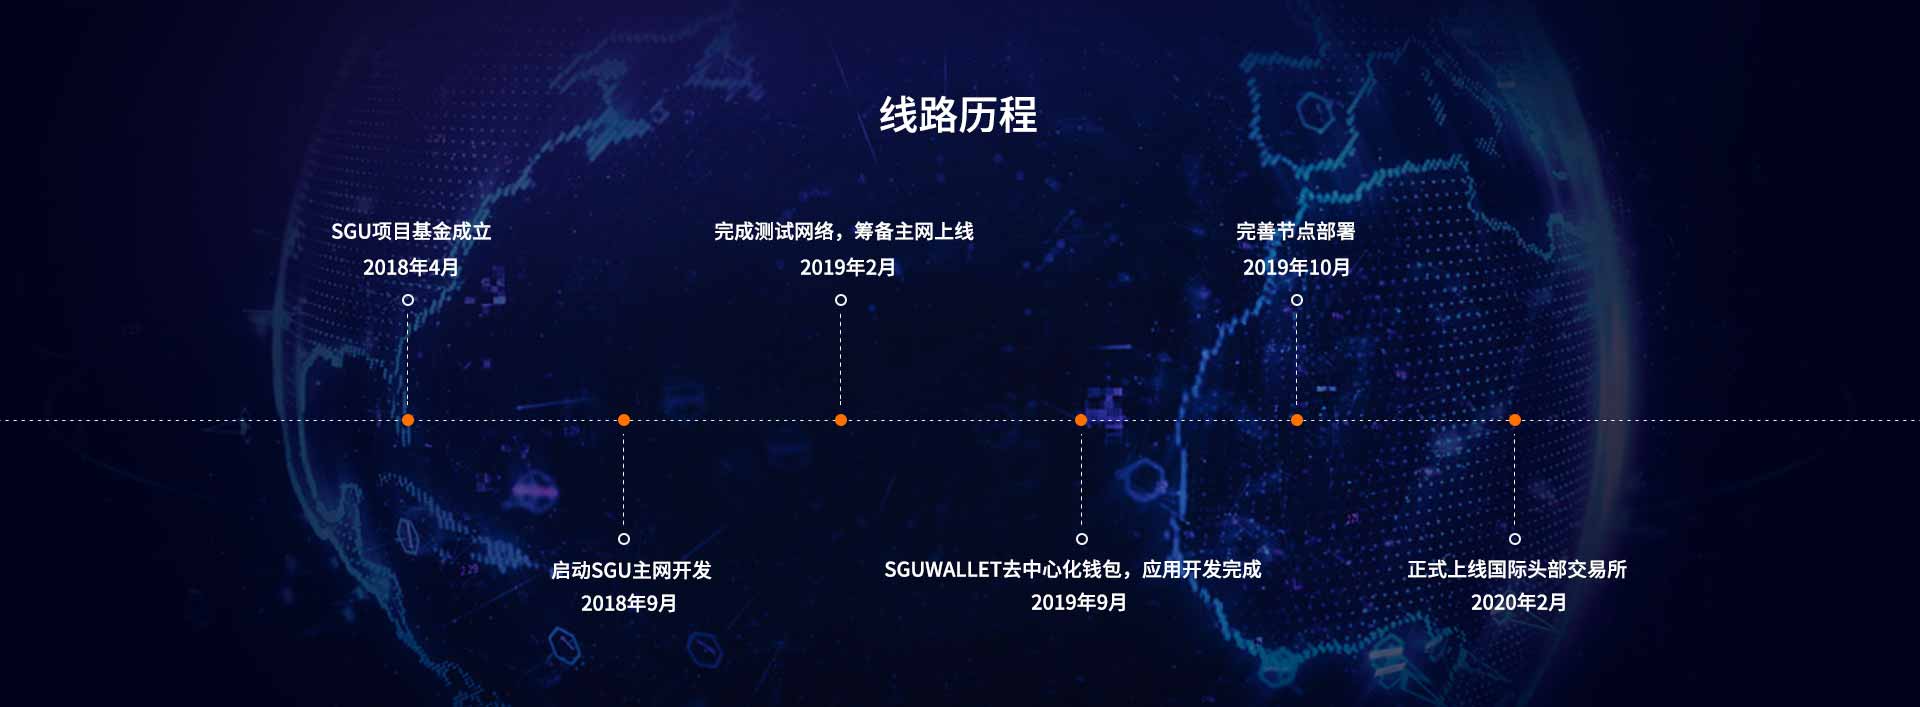 线路历程
SGU项目基金成立
2018年4月
完成测试网络，筹备主网上线
2019年2月
完善节点部署
2019年10月
启动SGU主网开发
2018年9月
SGUWALLET去中心化钱包，应用开发完成
2019年9月
正式上线国际头部交易所
2020年2月